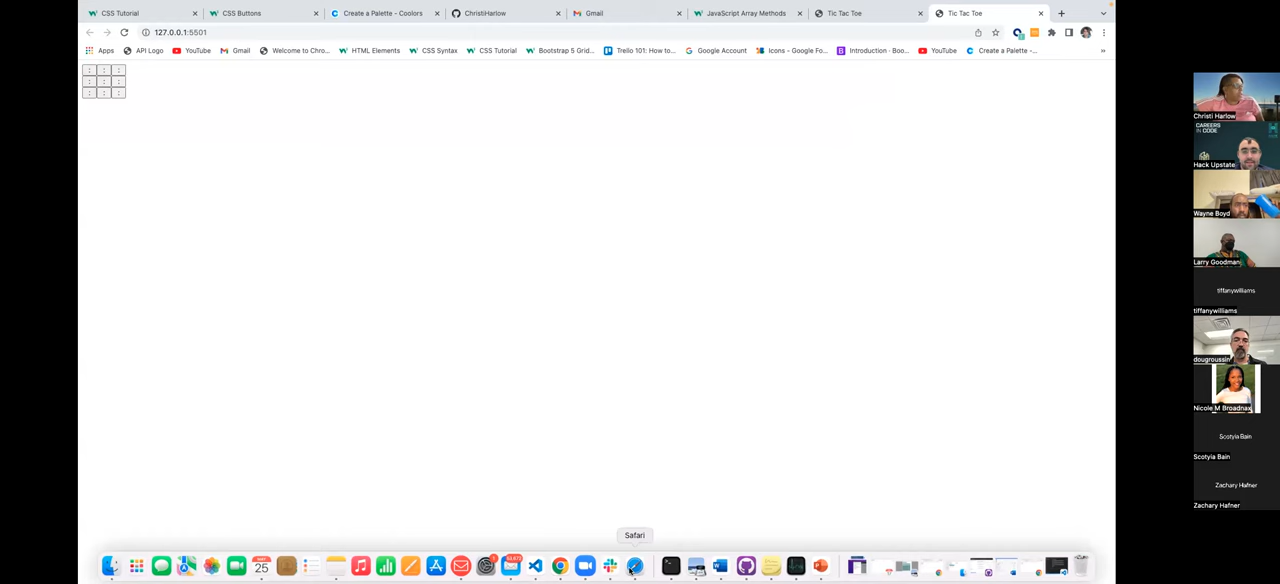 CSS Tutorial
CSS Buttons
Create a Palette - Coolors
ChristiHarlow
Gmail
JavaScript Array Methods
Tic Tac Toe
Tic Tac Toe
127.0.0.1:5501
Apps
API Logo
YouTube
Gmail
Welcome to Chro...
HTML Elements
CSS Syntax
CSS Tutorial
Bootstrap 5 Grid...
Trello 101: How to...
Google Account
Icons - Google Fo...
Introduction · Boo...
YouTube
Create a Palette -...
»
: : :
: : :
: : :
Christi Harlow
CAREERS
IN CODE
Hack Upstate
Wayne Boyd
Larry Goodman
tiffanywilliams
tiffanywilliams
dougroussin
Nicole M Broadnax
Scotyia Bain
Scotyia Bain
Zachary Hafner
Zachary Hafner
Safari
25